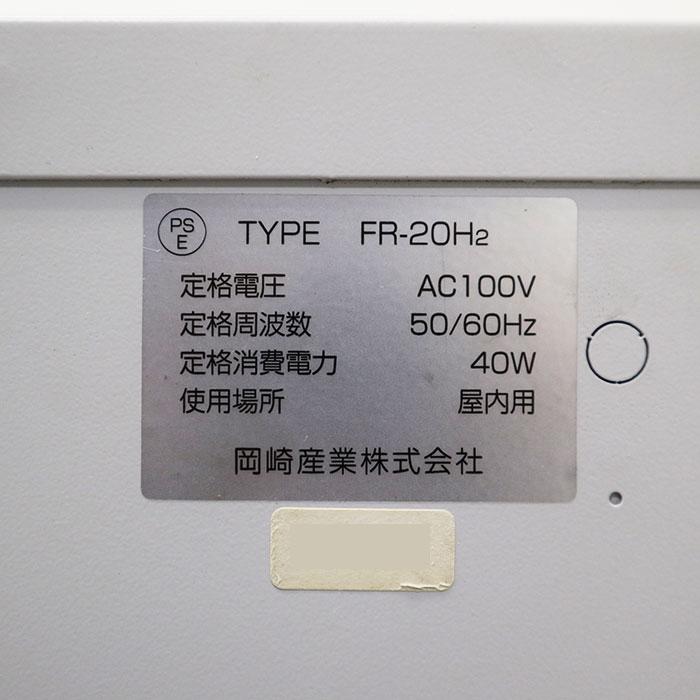 PS
E
TYPE FR-20H₂
定格電圧 AC100V
定格周波数 50/60Hz
定格消費電力 40W
使用場所 屋内用
岡崎産業株式会社